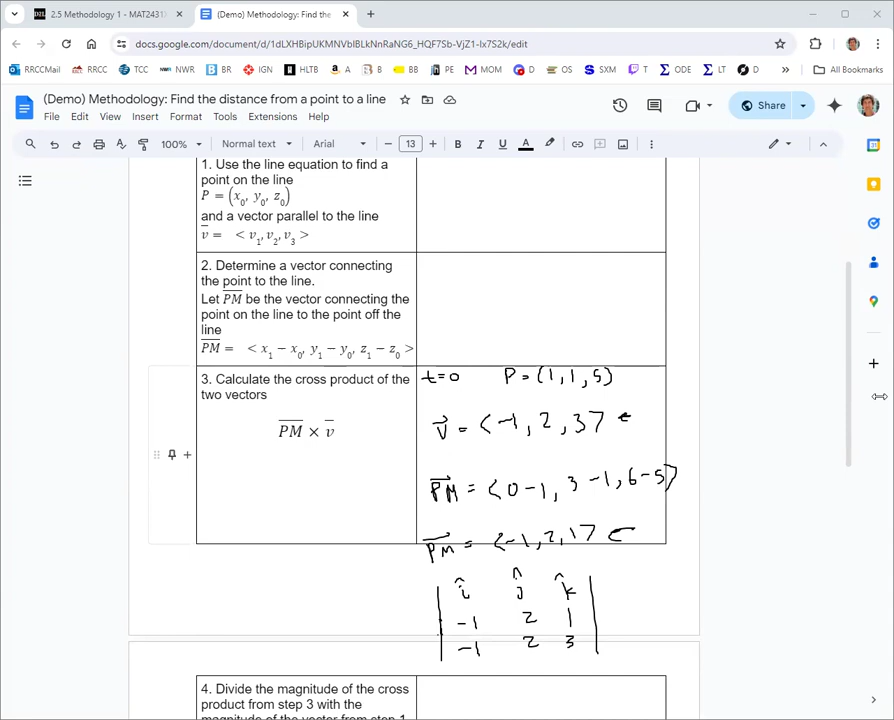 2.5 Methodology 1 - MAT2431
(Demo) Methodology: Find the
docs.google.com/document/d/1dLXHBipUKMNVbIBLkNnRaNG6_HQF7Sb-VjZ1-Ix7S2k/edit
RRCCMail RRCC TCC NWR BR IGN HLTB A B BB PE MOM D OS SXM T ODE LT D » All Bookmarks
(Demo) Methodology: Find the distance from a point to a line
File Edit View Insert Format Tools Extensions Help
Share
100% Normal text Arial − 13 + B I U A
1. Use the line equation to find a
point on the line
P = (x₀, y₀, z₀)
and a vector parallel to the line
v̅ = < v₁, v₂, v₃ >
2. Determine a vector connecting
the point to the line.
Let P̅M̅ be the vector connecting the
point on the line to the point off the
line
P̅M̅ = < x₁ − x₀, y₁ − y₀, z₁ − z₀ >
3. Calculate the cross product of the
two vectors
P̅M̅ × v̅
t=0 P=(1,1,5)
v⃗ = <-1, 2, 3>
PM⃗ = <0-1, 3-1, 6-5>
PM⃗ = <-1, 2, 1>
î ĵ k̂
-1 2 1
-1 2 3
4. Divide the magnitude of the cross
product from step 3 with the
magnitude of the vector from step 1